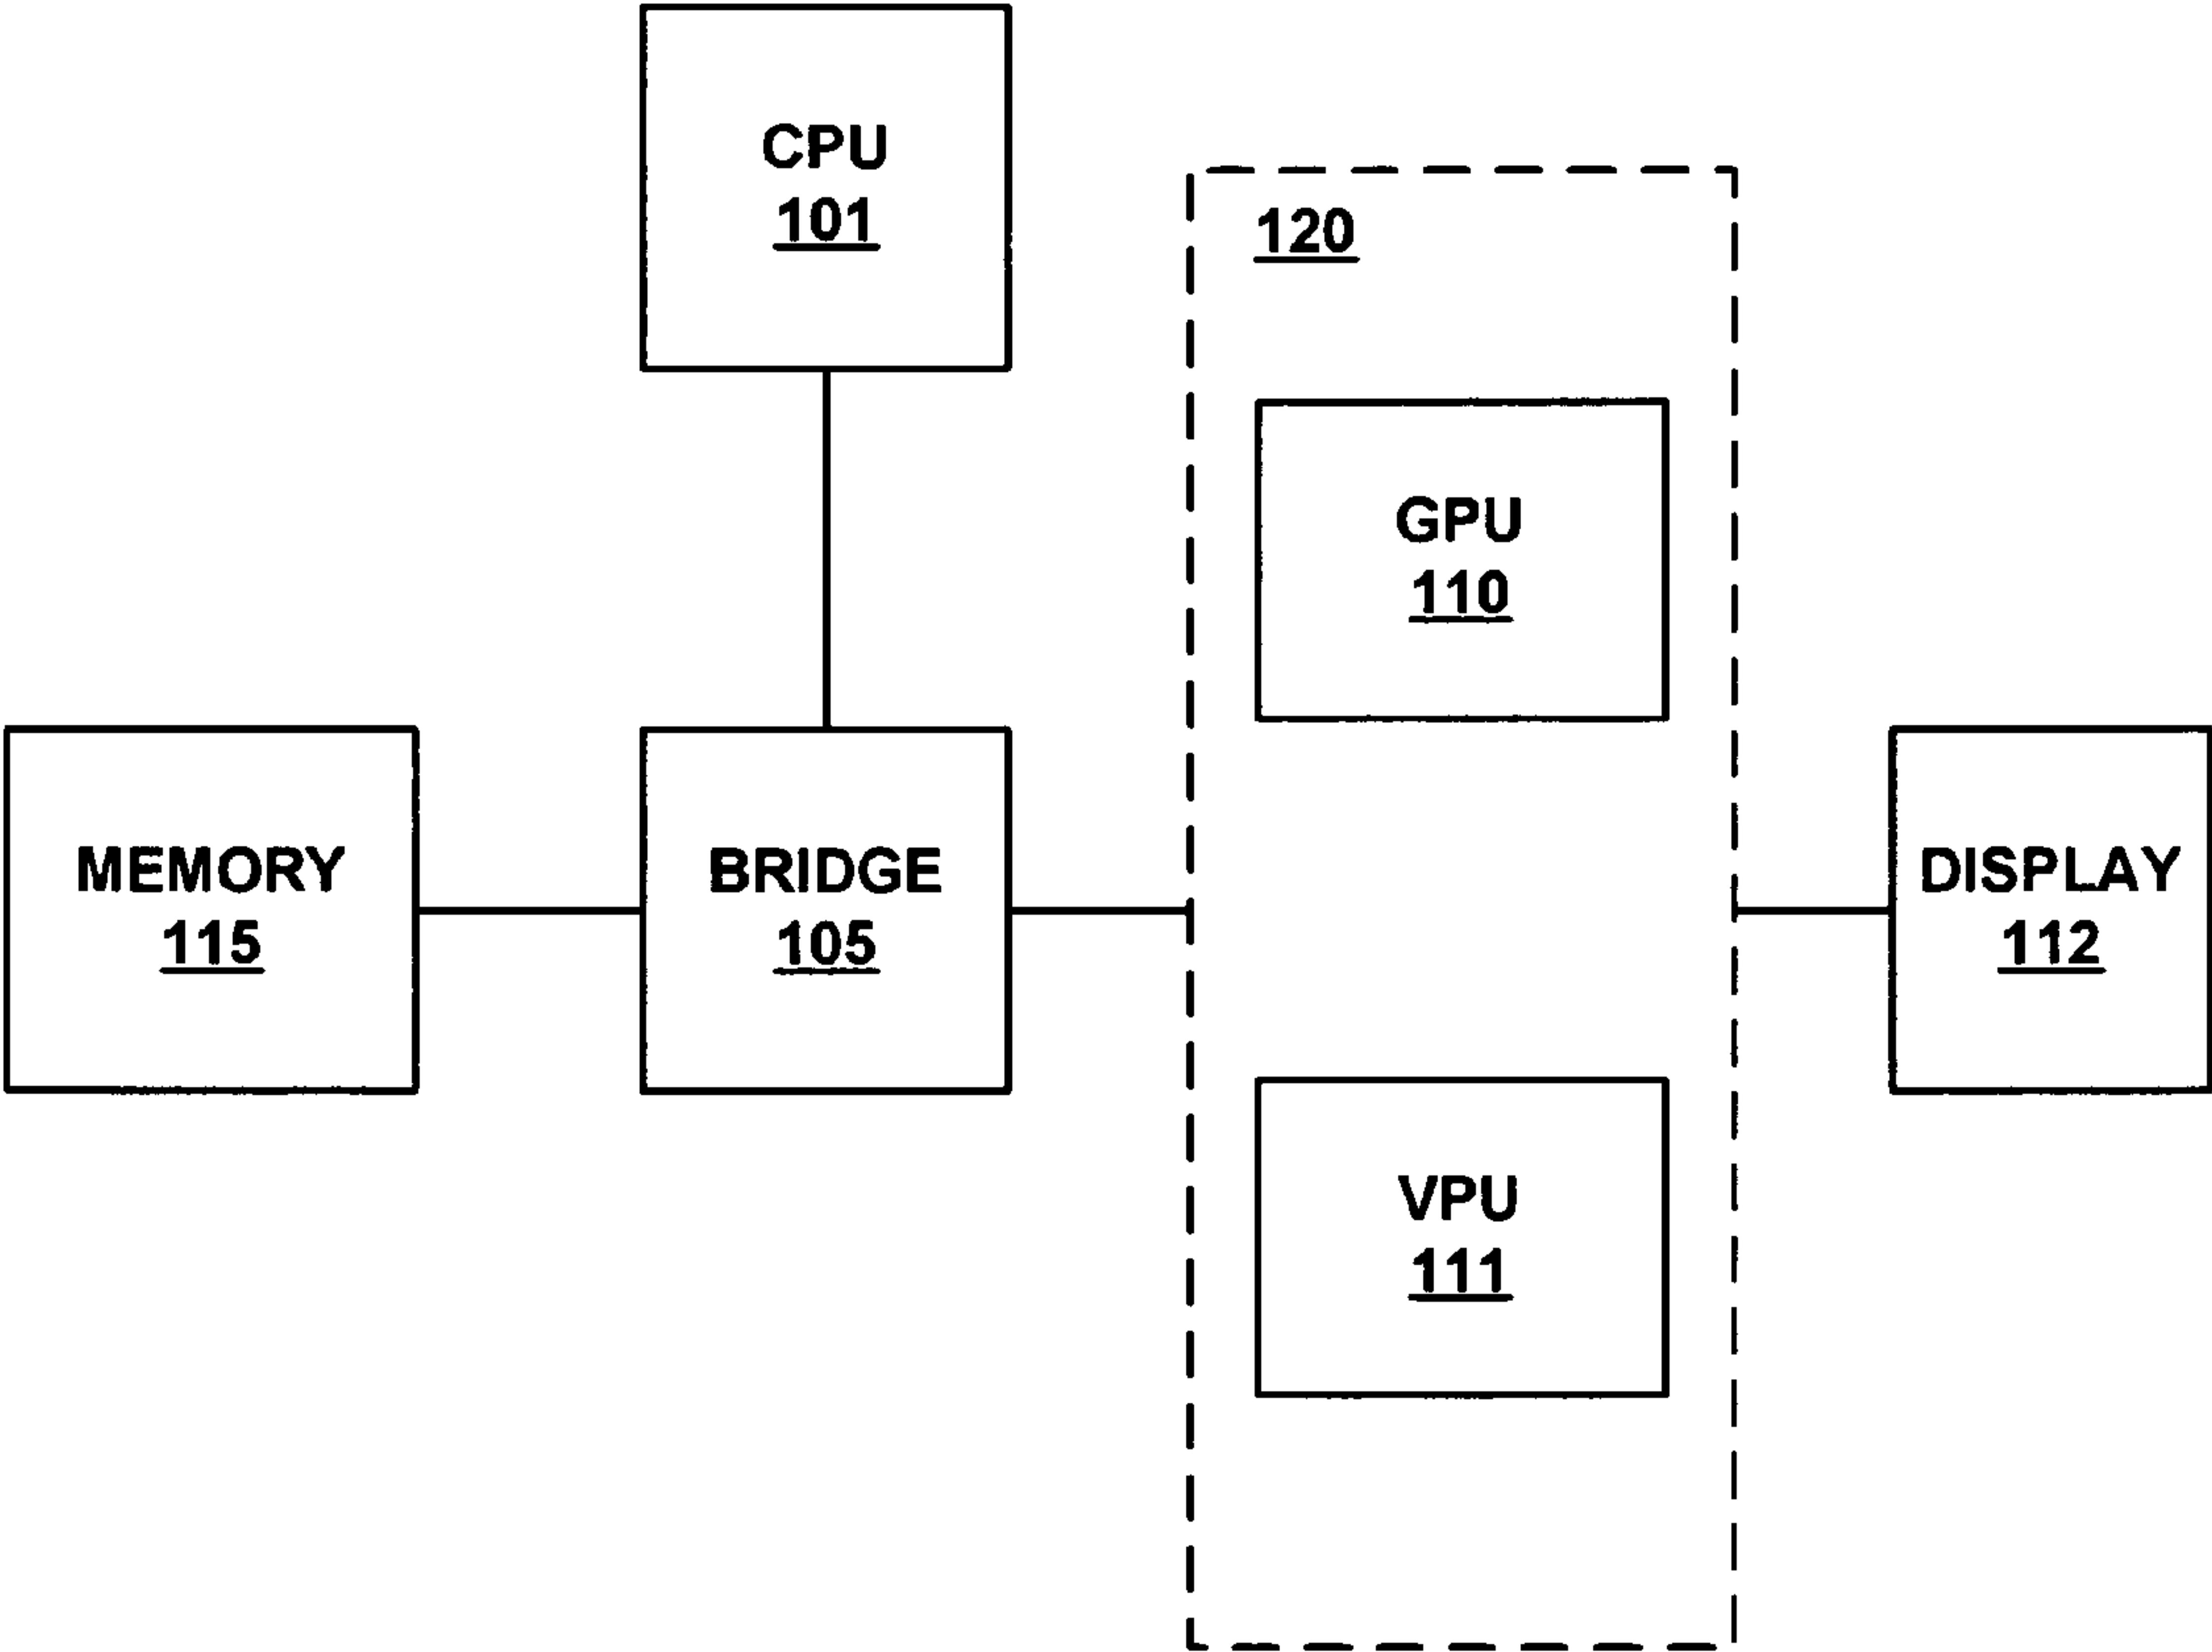 CPU
101
120
GPU
110
MEMORY
115
BRIDGE
105
DISPLAY
112
VPU
111